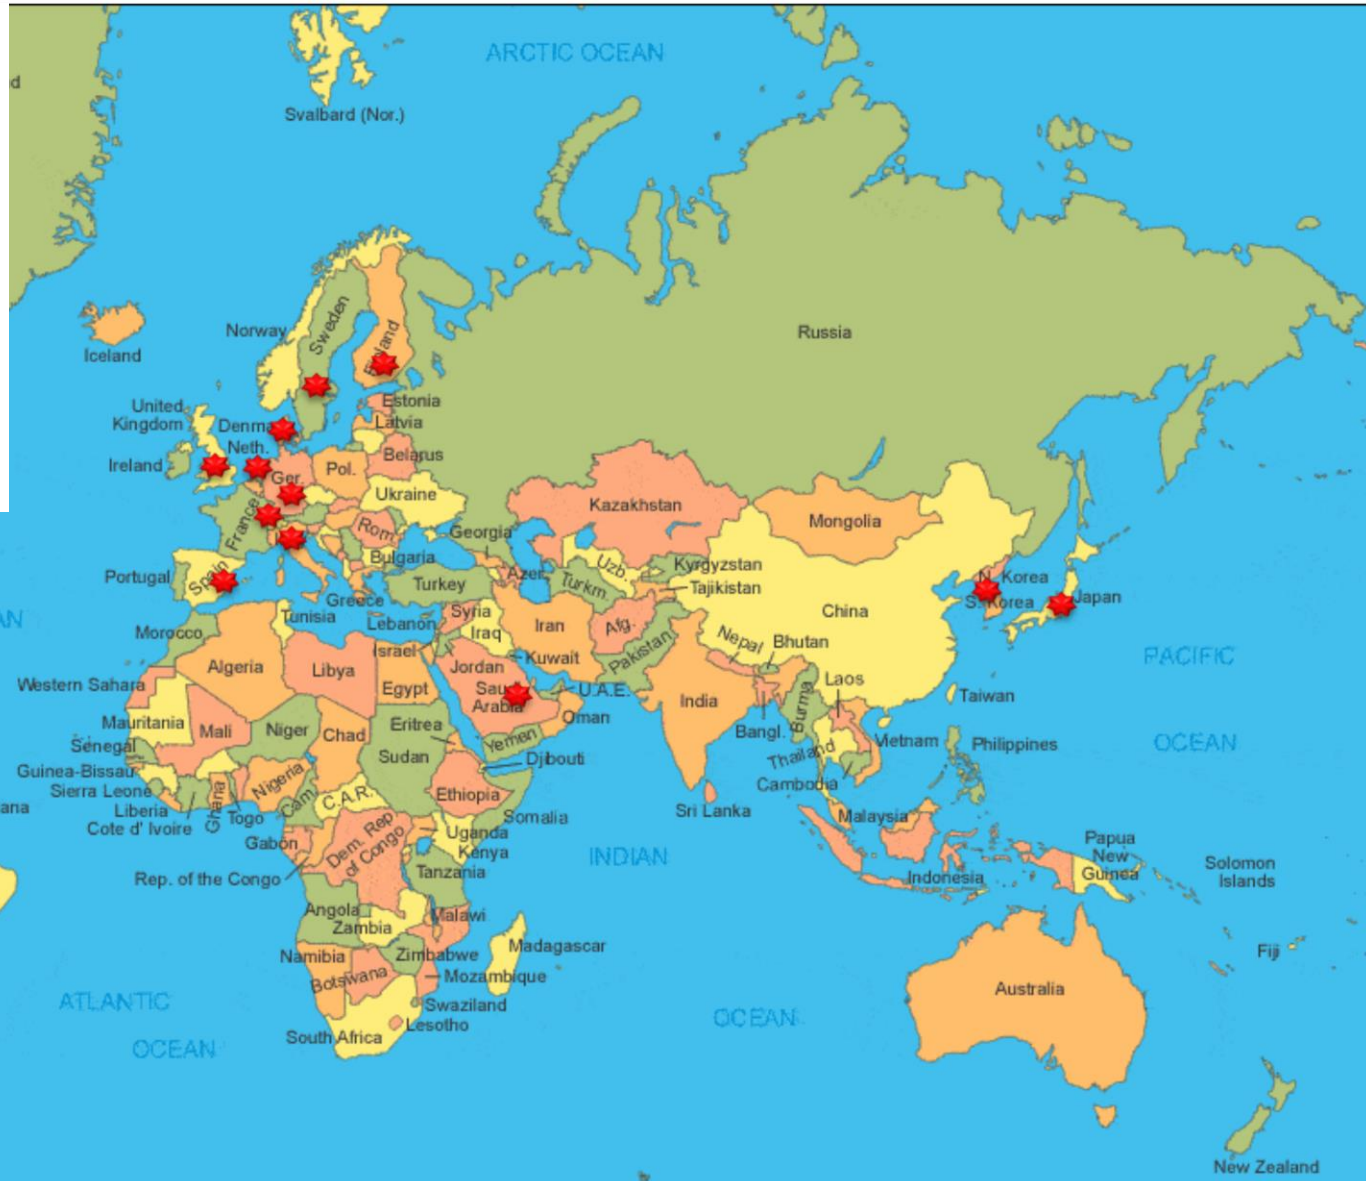 d
ARCTIC OCEAN
Svalbard (Nor.)
Russia
Norway
Sweden
Finland
Iceland
United
Kingdom
Denma
Estonia
Latvia
Neth.
Ireland
Belarus
Ger.
Pol.
Ukraine
France
Kazakhstan
Mongolia
Rom.
Georgia
Bulgaria
Uzb.
Kyrgyzstan
Azer.
Turkm.
Tajikistan
Portugal
Spain
Turkey
N. Korea
S. Korea
Japan
China
Greece
Tunisia
Syria
Lebanon
Iraq
Iran
Afg.
AN
Morocco
Israel
Kuwait
Pakistan
Nepal
Bhutan
PACIFIC
Algeria
Libya
Jordan
Egypt
Western Sahara
Saudi
Arabia
U.A.E.
India
Burma
Laos
Taiwan
Mauritania
Mali
Niger
Chad
Eritrea
Oman
Yemen
Bangl.
Vietnam
Philippines
OCEAN
Senegal
Sudan
Djibouti
Thailand
Guinea-Bissau
Sierra Leone
Nigeria
Cambodia
ana
Liberia
Ghana
Togo
Cam.
C.A.R.
Ethiopia
Somalia
Sri Lanka
Malaysia
Cote d' Ivoire
Gabon
Dem. Rep
of Congo
Uganda
Kenya
INDIAN
Papua
New
Guinea
Solomon
Islands
Rep. of the Congo
Tanzania
Indonesia
Angola
Zambia
Malawi
Madagascar
Namibia
Zimbabwe
Fiji
Botswana
Mozambique
Australia
ATLANTIC
Swaziland
OCEAN
Lesotho
South Africa
OCEAN
New Zealand